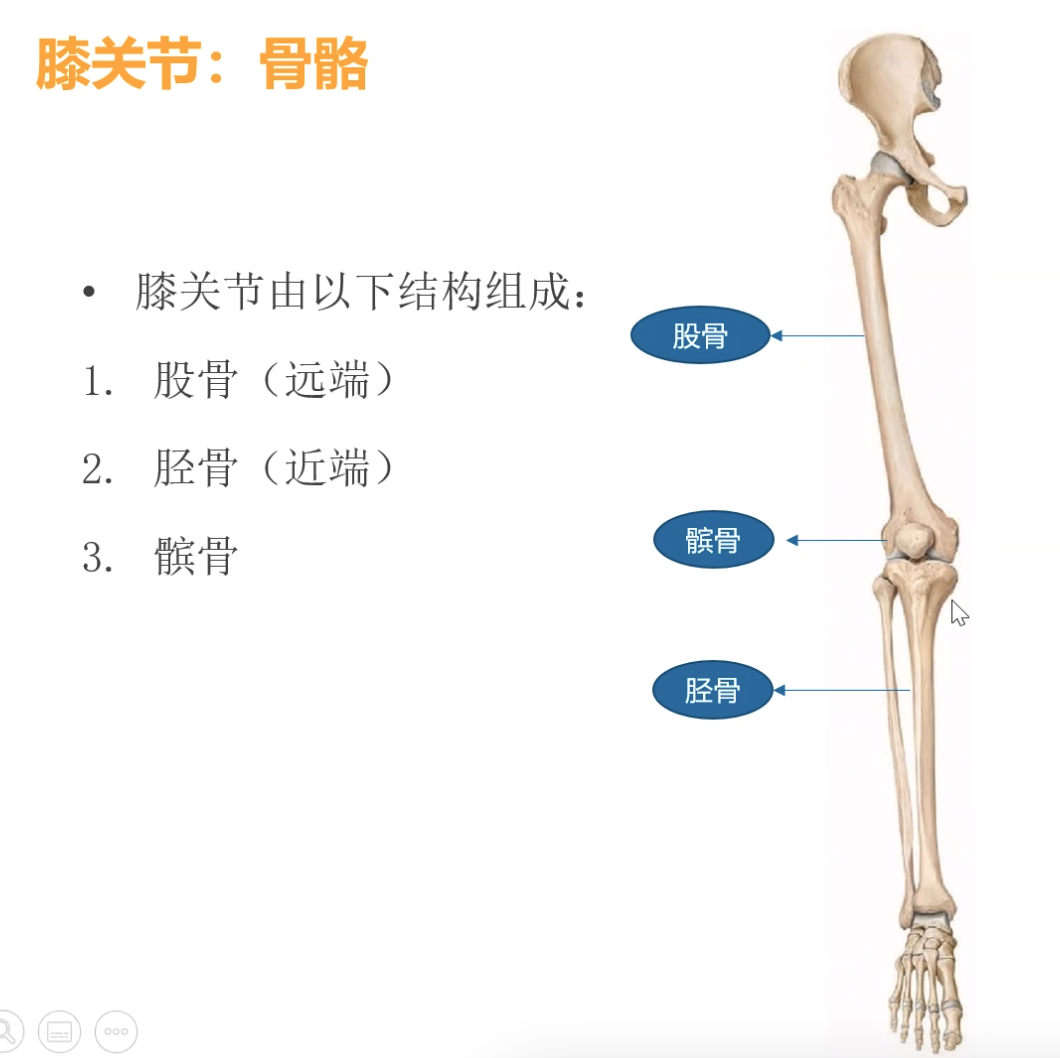 膝关节：骨骼
• 膝关节由以下结构组成：
1. 股骨（远端）
2. 胫骨（近端）
3. 髌骨
股骨
髌骨
胫骨